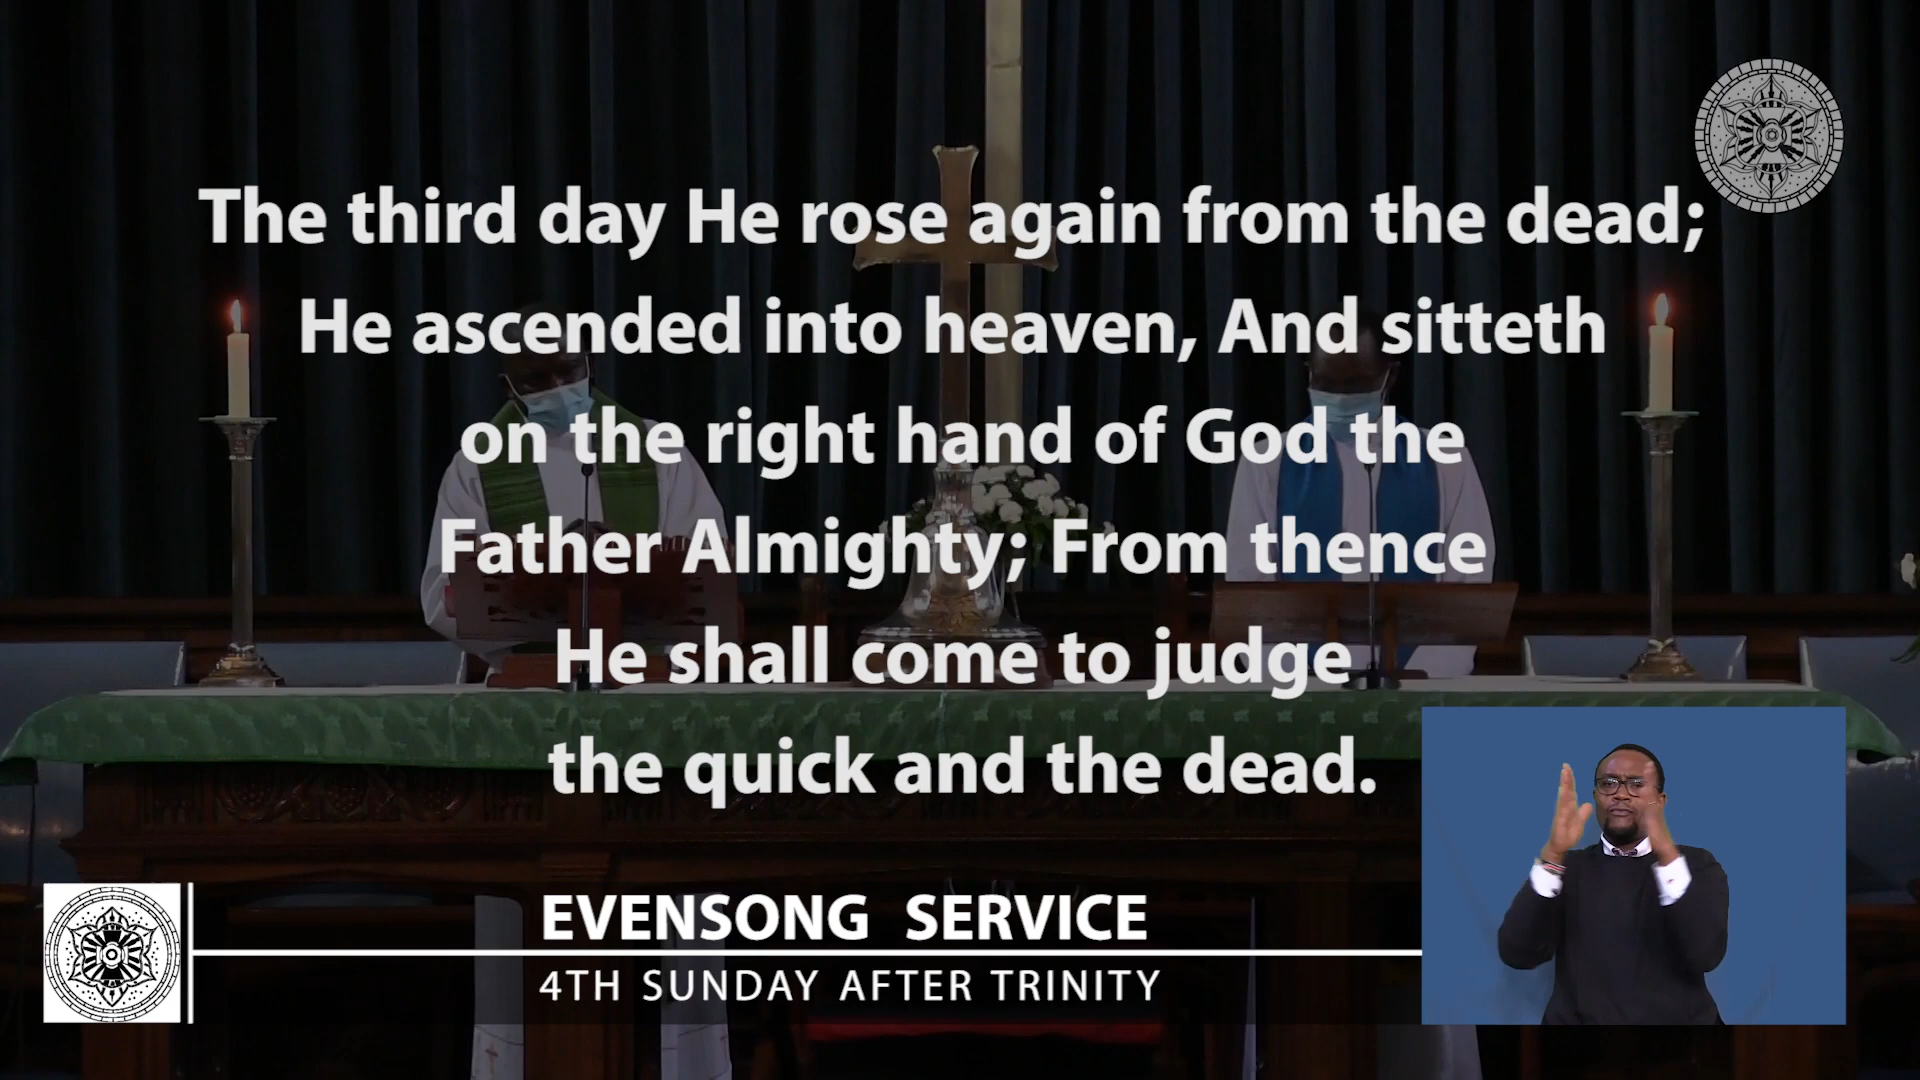 The third day He rose again from the dead;
He ascended into heaven, And sitteth
on the right hand of God the
Father Almighty; From thence
He shall come to judge
the quick and the dead.
EVENSONG SERVICE
4TH SUNDAY AFTER TRINITY